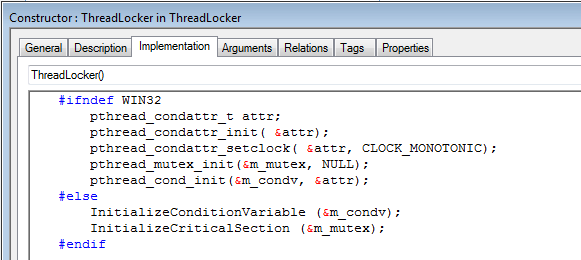 Constructor : ThreadLocker in ThreadLocker
General Description Implementation Arguments Relations Tags Properties
ThreadLocker()
#ifndef WIN32
pthread_condattr_t attr;
pthread_condattr_init( &attr);
pthread_condattr_setclock( &attr, CLOCK_MONOTONIC);
pthread_mutex_init(&m_mutex, NULL);
pthread_cond_init(&m_condv, &attr);
#else
InitializeConditionVariable (&m_condv);
InitializeCriticalSection (&m_mutex);
#endif